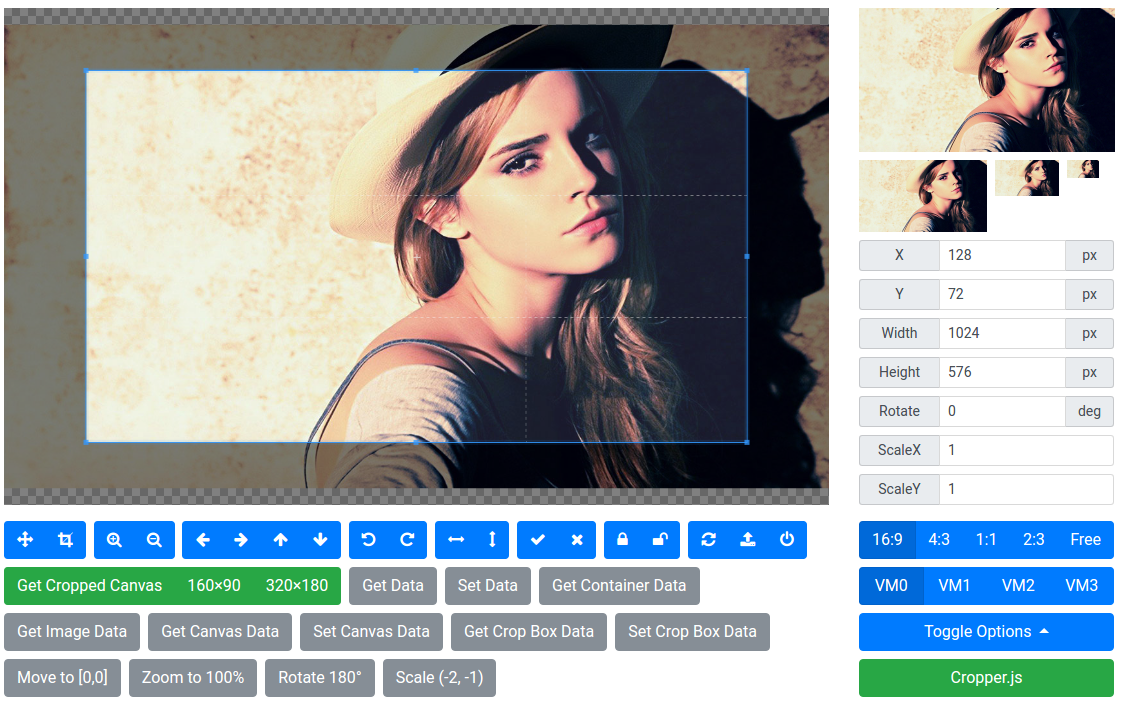 X 128 px
Y 72 px
Width 1024 px
Height 576 px
Rotate 0 deg
ScaleX 1
ScaleY 1
16:9 4:3 1:1 2:3 Free
Get Cropped Canvas 160×90 320×180 Get Data Set Data Get Container Data
VM0 VM1 VM2 VM3
Get Image Data Get Canvas Data Set Canvas Data Get Crop Box Data Set Crop Box Data
Toggle Options
Move to [0,0] Zoom to 100% Rotate 180° Scale (-2, -1)
Cropper.js